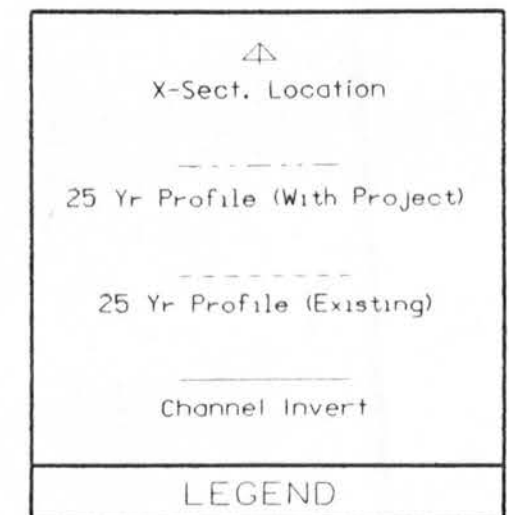 X-Sect. Location
25 Yr Profile (With Project)
25 Yr Profile (Existing)
Channel Invert
LEGEND